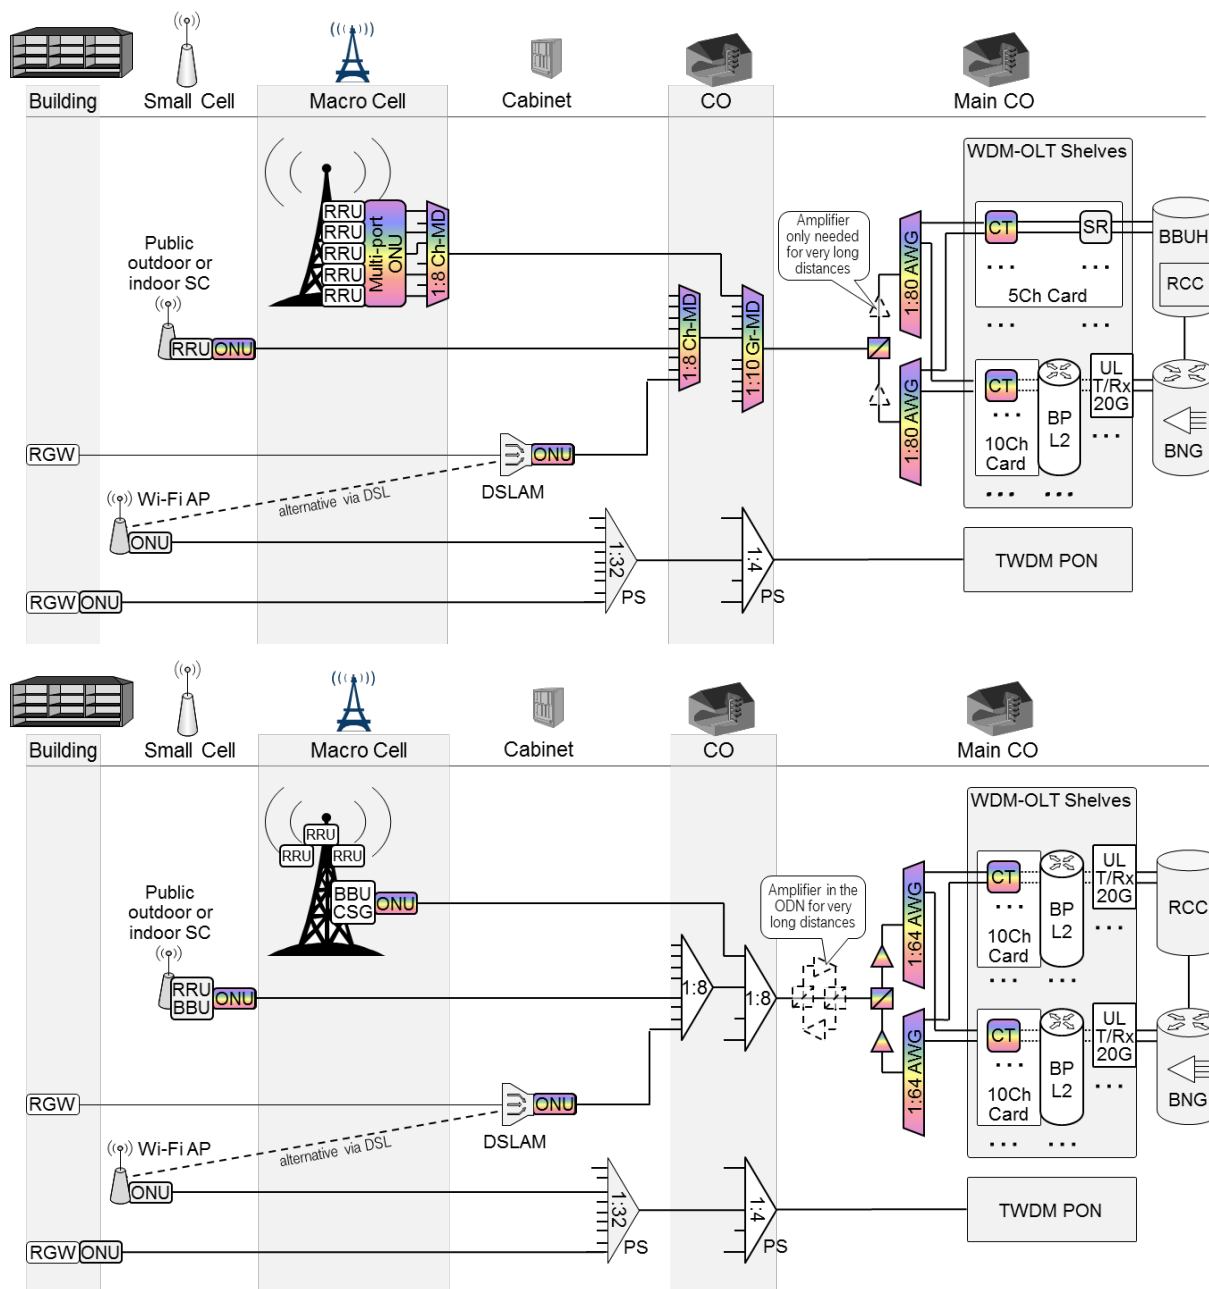 Building
Small Cell
Macro Cell
Cabinet
CO
Main CO
WDM-OLT Shelves
RRU
RRU
RRU
RRU
RRU
Multi-port
ONU
1:8 Ch-MD
Public
outdoor or
indoor SC
RRU
ONU
Amplifier
only needed
for very long
distances
1:80 AWG
CT
SR
5Ch Card
BBUH
RCC
1:8 Ch-MD
1:10 Gr-MD
1:80 AWG
CT
10Ch
Card
BP
L2
UL
T/Rx
20G
BNG
RGW
ONU
DSLAM
Wi-Fi AP
alternative via DSL
ONU
1:32
PS
1:4
PS
TWDM PON
RGW
ONU
Building
Small Cell
Macro Cell
Cabinet
CO
Main CO
WDM-OLT Shelves
RRU
RRU
RRU
BBU
CSG
ONU
Public
outdoor or
indoor SC
RRU
BBU
ONU
Amplifier in the
ODN for very
long distances
1:8
1:8
1:64 AWG
CT
10Ch
Card
BP
L2
UL
T/Rx
20G
RCC
1:64 AWG
CT
10Ch
Card
BP
L2
UL
T/Rx
20G
BNG
RGW
ONU
DSLAM
Wi-Fi AP
alternative via DSL
ONU
1:32
PS
1:4
PS
TWDM PON
RGW
ONU